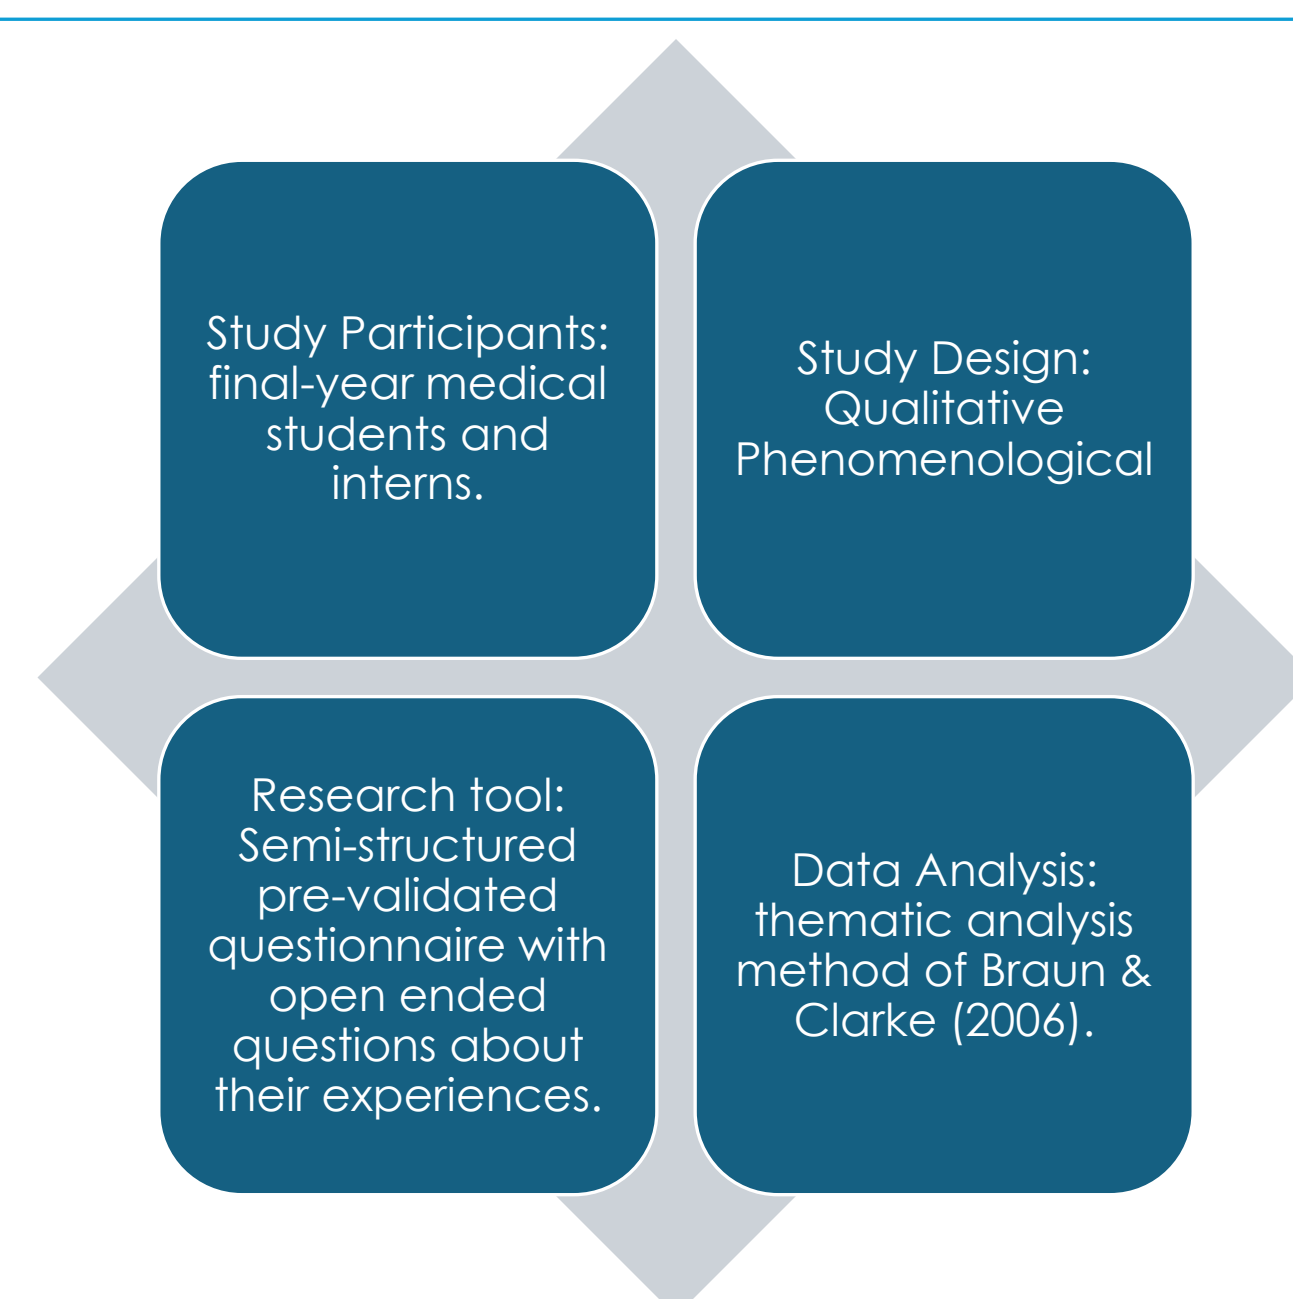 Study Participants:
final-year medical
students and
interns.
Study Design:
Qualitative
Phenomenological
Research tool:
Semi-structured
pre-validated
questionnaire with
open ended
questions about
their experiences.
Data Analysis:
thematic analysis
method of Braun &
Clarke (2006).